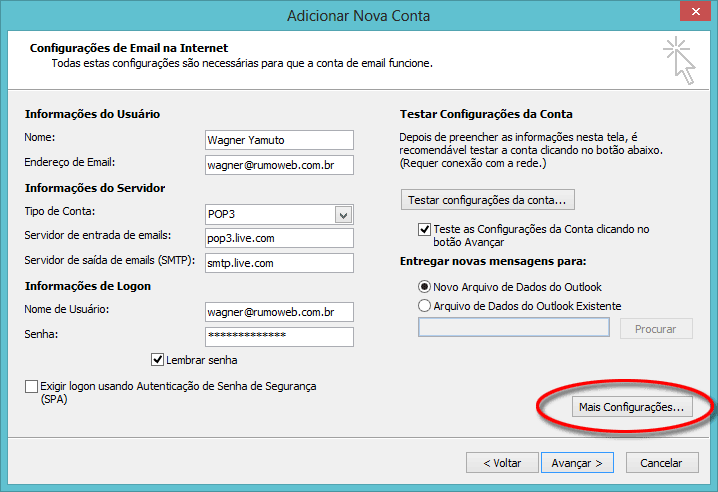 Adicionar Nova Conta
Configurações de Email na Internet
Todas estas configurações são necessárias para que a conta de email funcione.
Informações do Usuário
Nome:
Wagner Yamuto
Endereço de Email:
wagner@rumoweb.com.br
Informações do Servidor
Tipo de Conta:
POP3
Servidor de entrada de emails:
pop3.live.com
Servidor de saída de emails (SMTP):
smtp.live.com
Informações de Logon
Nome de Usuário:
wagner@rumoweb.com.br
Senha:
*************
Lembrar senha
Exigir logon usando Autenticação de Senha de Segurança
(SPA)
Testar Configurações da Conta
Depois de preencher as informações nesta tela, é
recomendável testar a conta clicando no botão abaixo.
(Requer conexão com a rede.)
Testar configurações da conta...
Teste as Configurações da Conta clicando no
botão Avançar
Entregar novas mensagens para:
Novo Arquivo de Dados do Outlook
Arquivo de Dados do Outlook Existente
Procurar
Mais Configurações...
< Voltar
Avançar >
Cancelar